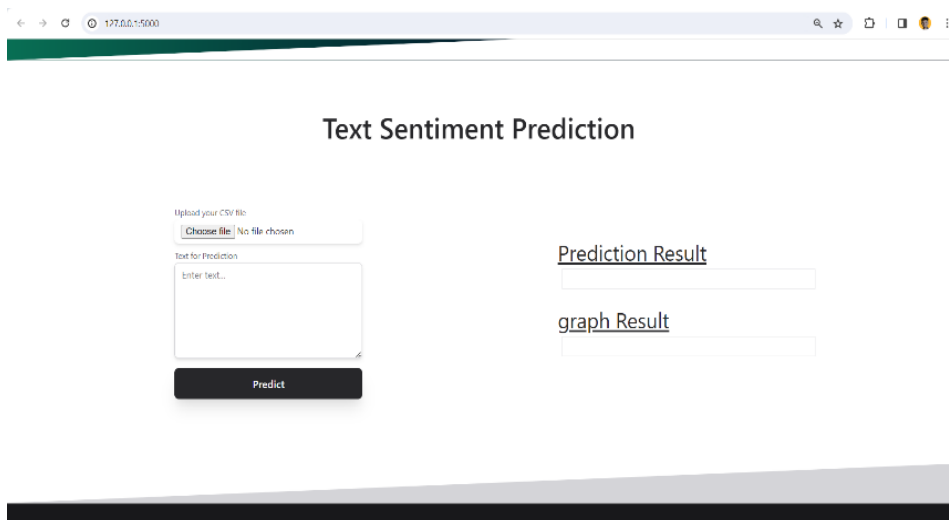 127.0.0.1:5000
Text Sentiment Prediction
Upload your CSV file
Choose file No file chosen
Text for Prediction
Enter text...
Predict
Prediction Result
graph Result